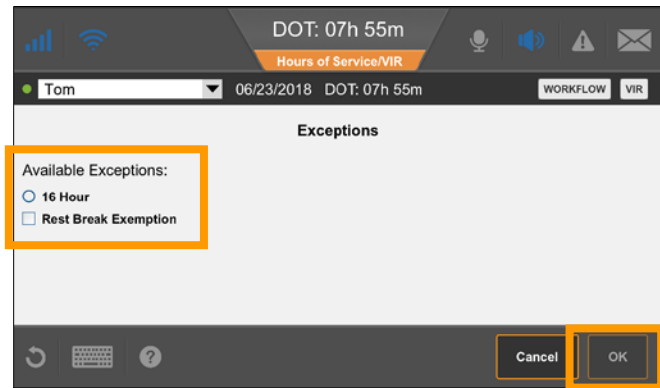 DOT: 07h 55m
Hours of Service/VIR
Tom 06/23/2018 DOT: 07h 55m WORKFLOW VIR
Exceptions
Available Exceptions:
16 Hour
Rest Break Exemption
Cancel OK